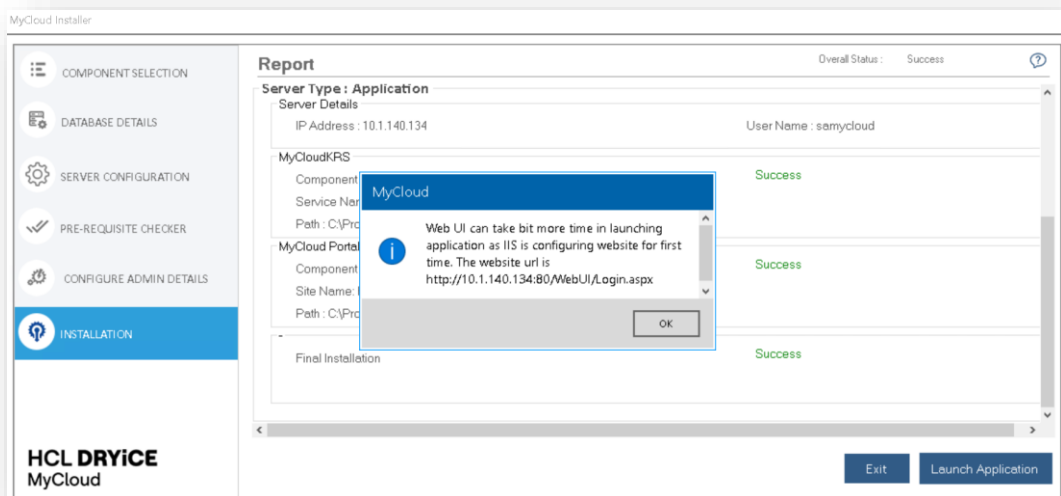 MyCloud Installer
COMPONENT SELECTION
DATABASE DETAILS
SERVER CONFIGURATION
PRE-REQUISITE CHECKER
CONFIGURE ADMIN DETAILS
INSTALLATION
HCL DRYiCE
MyCloud
Report
Overall Status : Success
Server Type : Application
Server Details
IP Address : 10.1.140.134
User Name : samycloud
MyCloudKRS
Component
Success
Service Nar
Path : C:\Pro
MyCloud Portal
Component
Success
Site Name:
Path : C:\Pro
-
Final Installation
Success
MyCloud
Web UI can take bit more time in launching
application as IIS is configuring website for first
time. The website url is
http://10.1.140.134:80/WebUI/Login.aspx
OK
Exit
Launch Application